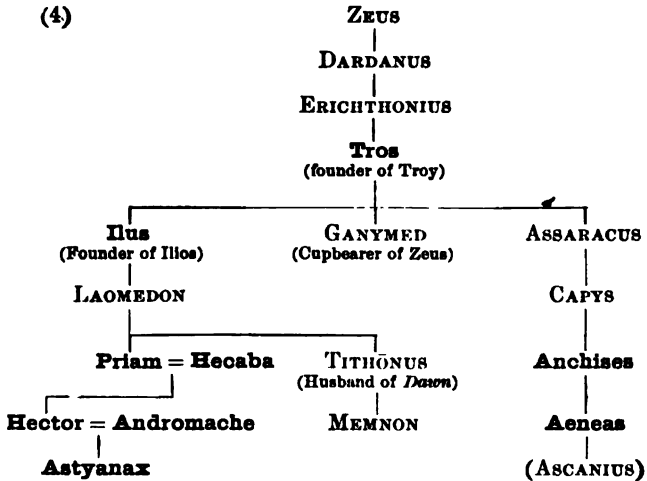 (4)
ZEUS
DARDANUS
ERICHTHONIUS
Tros
(founder of Troy)
Ilus GANYMED ASSARACUS
(Founder of Ilios) (Cupbearer of Zeus)
LAOMEDON CAPYS
Priam = Hecaba TITHŌNUS Anchises
(Husband of Dawn)
Hector = Andromache MEMNON Aeneas
Astyanax (ASCANIUS)